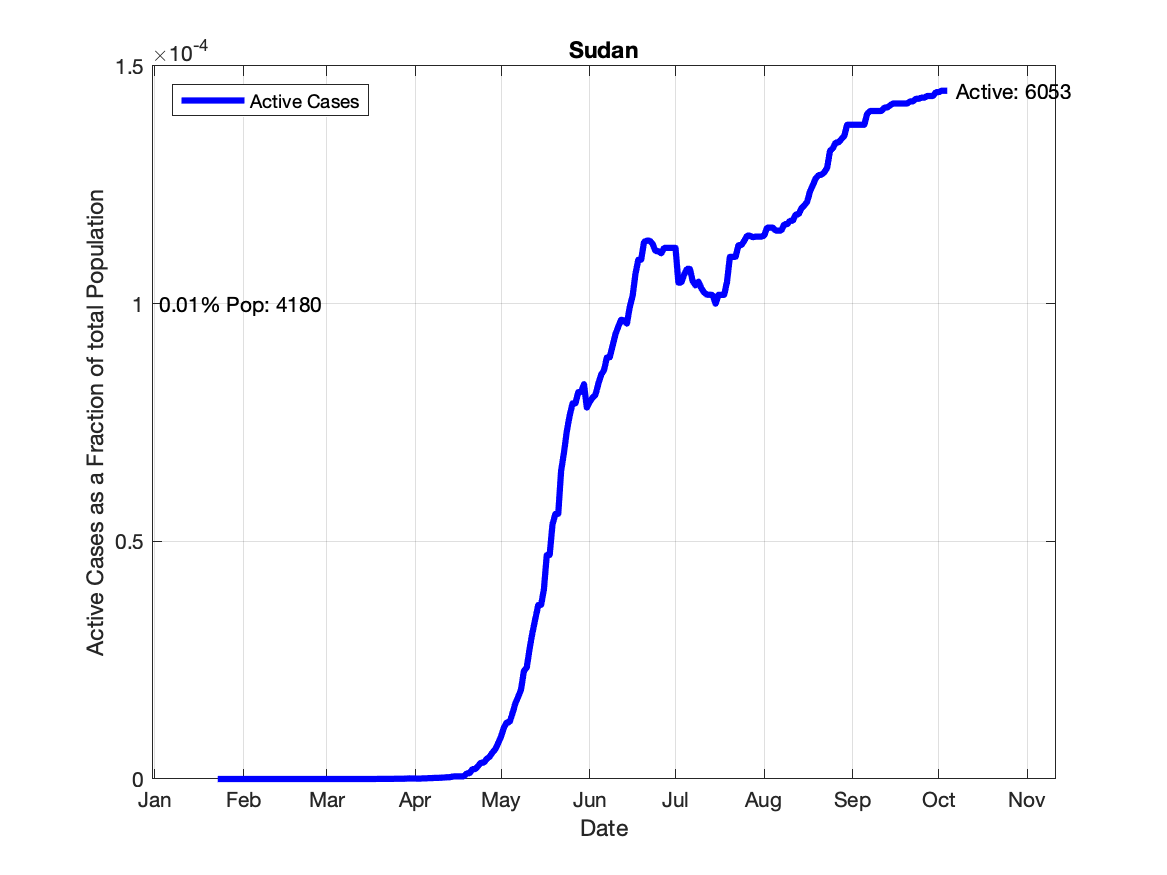 Sudan
×10^-4
1.5
1
0.5
0
Active Cases
Active: 6053
0.01% Pop: 4180
Active Cases as a Fraction of total Population
Jan Feb Mar Apr May Jun Jul Aug Sep Oct Nov
Date